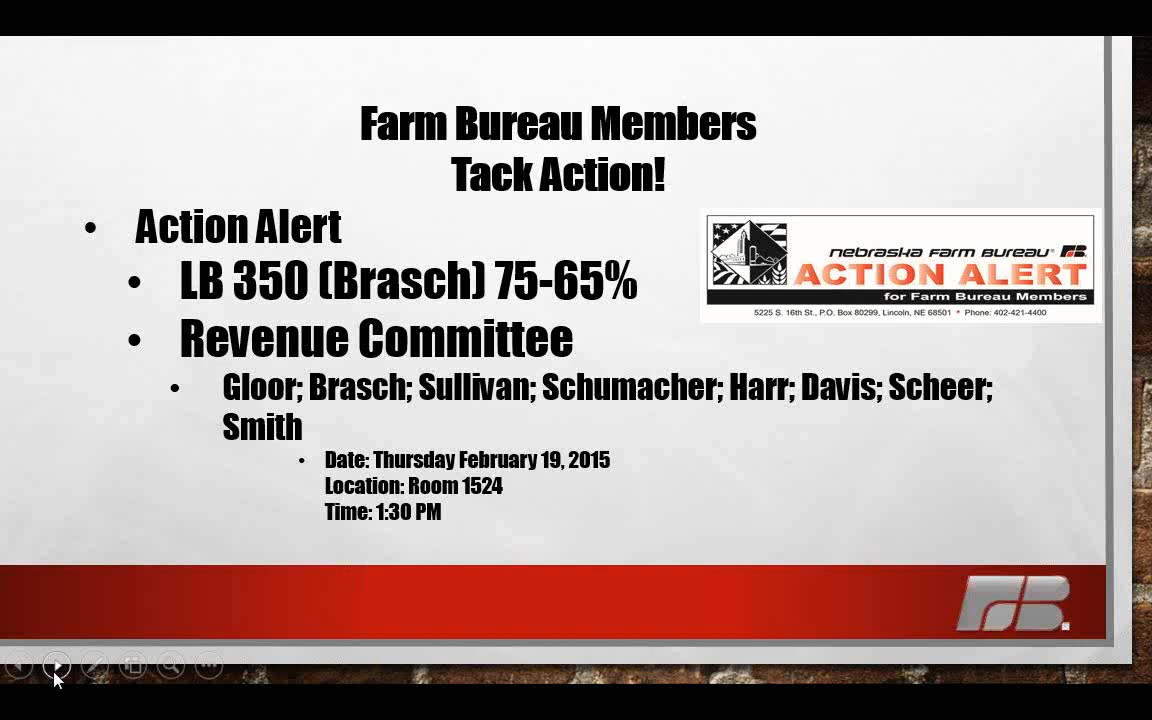 Farm Bureau Members
Tack Action!
• Action Alert
• LB 350 (Brasch) 75-65%
• Revenue Committee
• Gloor; Brasch; Sullivan; Schumacher; Harr; Davis; Scheer;
Smith
• Date: Thursday February 19, 2015
Location: Room 1524
Time: 1:30 PM
nebraska Farm Bureau® FB
ACTION ALERT
for Farm Bureau Members
5225 S. 16th St., P.O. Box 80299, Lincoln, NE 68501 * Phone: 402-421-4400
FB